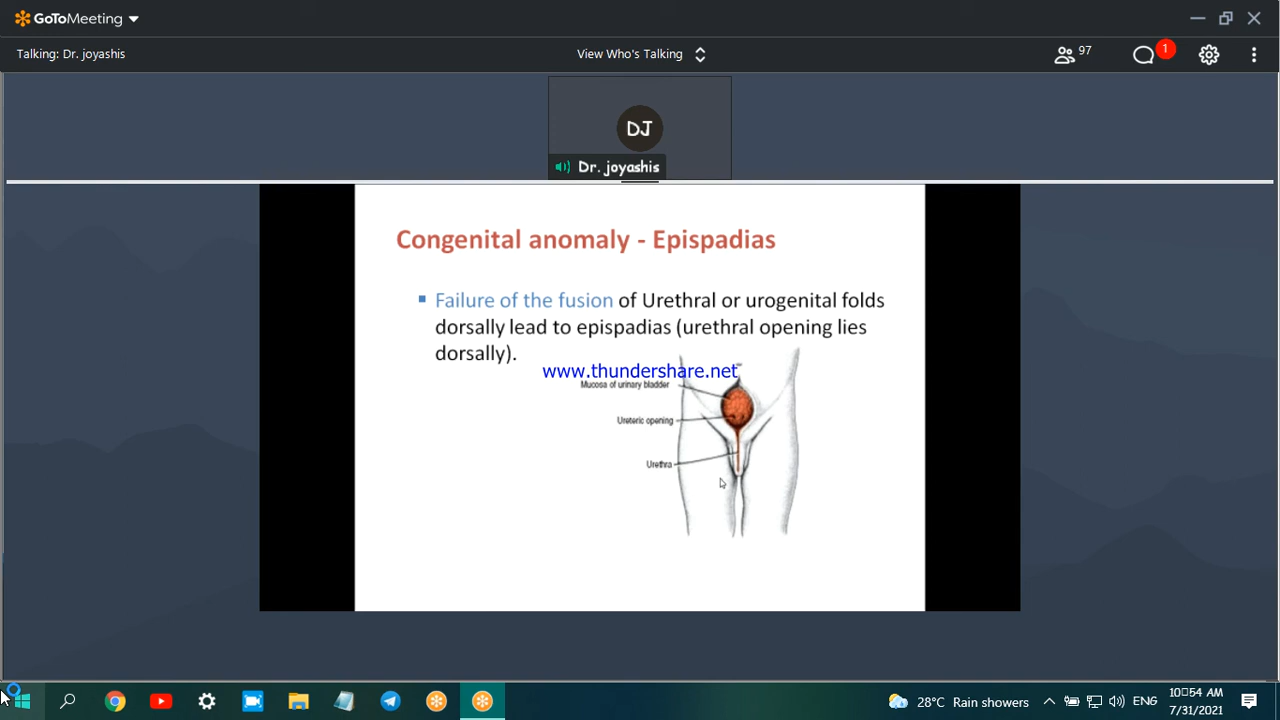 GoToMeeting
Talking: Dr. joyashis
View Who's Talking
97
1
DJ
Dr. joyashis
Congenital anomaly - Epispadias
Failure of the fusion of Urethral or urogenital folds
dorsally lead to epispadias (urethral opening lies
dorsally).
www.thundershare.net
Mucosa of urinary bladder
Ureteric opening
Urethra
28°C Rain showers
ENG
10:54 AM
7/31/2021